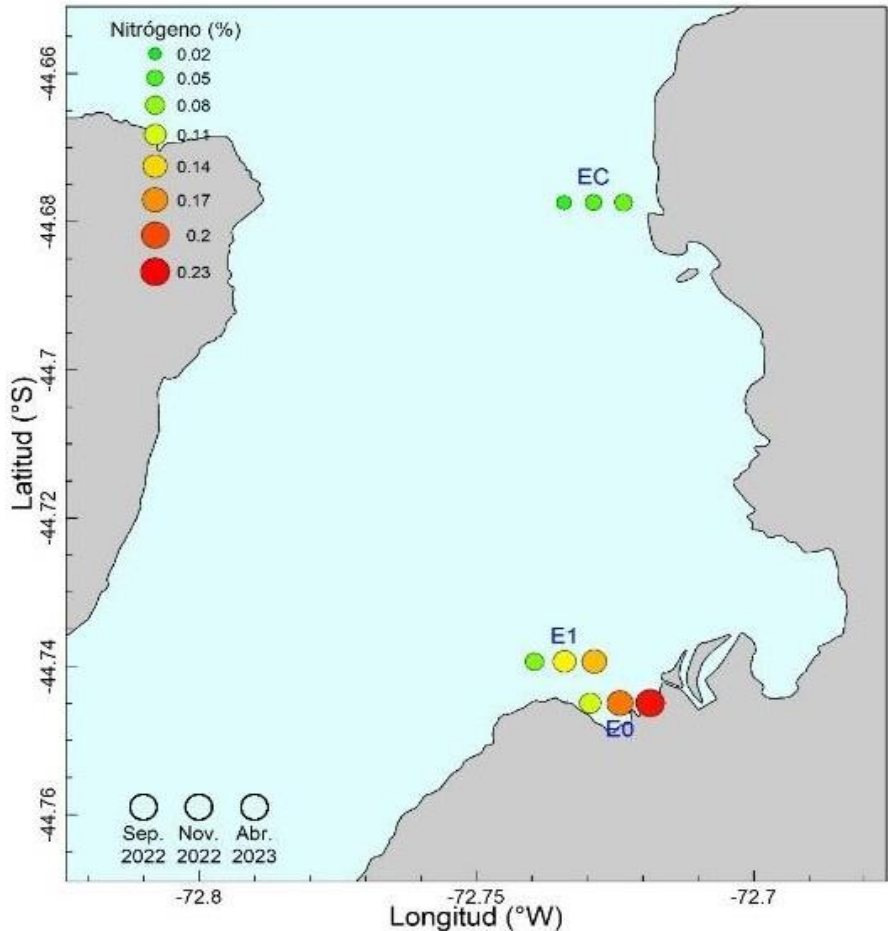 Nitrógeno (%)
0.02
0.05
0.08
0.11
0.14
0.17
0.2
0.23
EC
E1
E0
Sep. Nov. Abr.
2022 2022 2023
-44.66
-44.68
-44.7
-44.72
-44.74
-44.76
Latitud (°S)
-72.8 -72.75 -72.7
Longitud (°W)